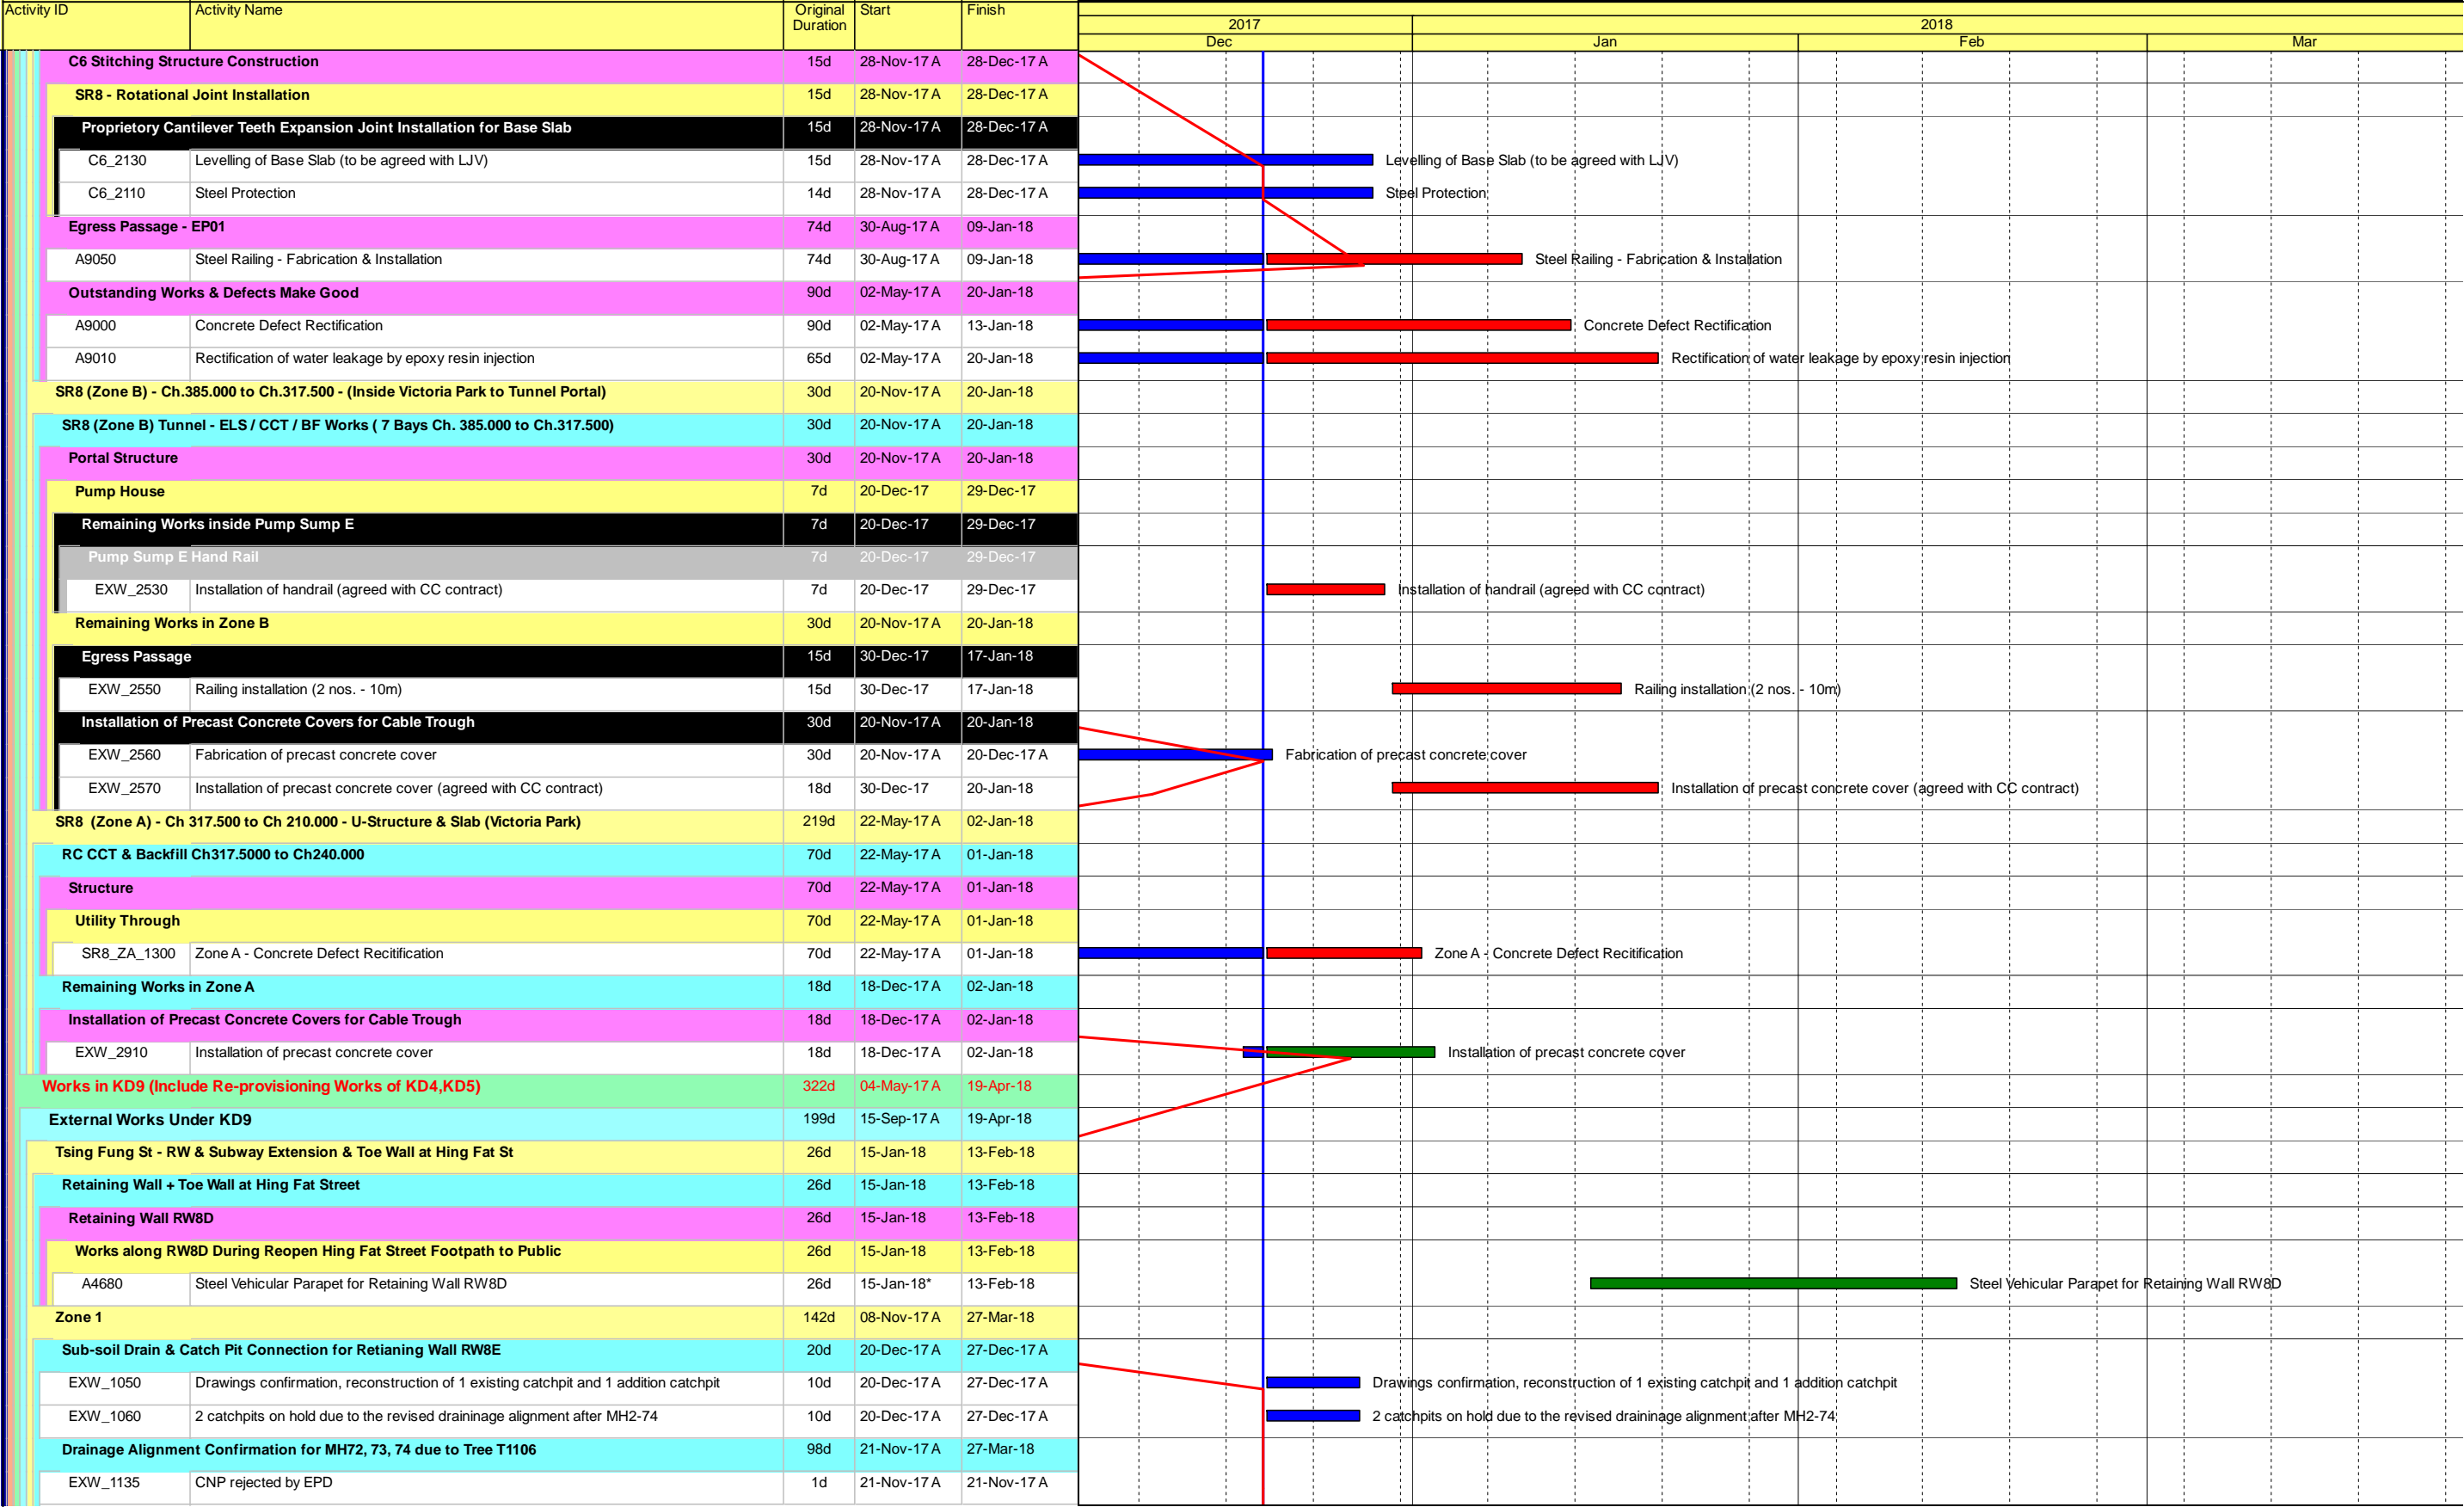 Activity ID Activity Name Original Duration Start Finish
2017 2018
Dec Jan Feb Mar
C6 Stitching Structure Construction 15d 28-Nov-17 A 28-Dec-17 A
SR8 - Rotational Joint Installation 15d 28-Nov-17 A 28-Dec-17 A
Proprietory Cantilever Teeth Expansion Joint Installation for Base Slab 15d 28-Nov-17 A 28-Dec-17 A
C6_2130 Levelling of Base Slab (to be agreed with LJV) 15d 28-Nov-17 A 28-Dec-17 A Levelling of Base Slab (to be agreed with LJV)
C6_2110 Steel Protection 14d 28-Nov-17 A 28-Dec-17 A Steel Protection
Egress Passage - EP01 74d 30-Aug-17 A 09-Jan-18
A9050 Steel Railing - Fabrication & Installation 74d 30-Aug-17 A 09-Jan-18 Steel Railing - Fabrication & Installation
Outstanding Works & Defects Make Good 90d 02-May-17 A 20-Jan-18
A9000 Concrete Defect Rectification 90d 02-May-17 A 13-Jan-18 Concrete Defect Rectification
A9010 Rectification of water leakage by epoxy resin injection 65d 02-May-17 A 20-Jan-18 Rectification of water leakage by epoxy resin injection
SR8 (Zone B) - Ch.385.000 to Ch.317.500 - (Inside Victoria Park to Tunnel Portal) 30d 20-Nov-17 A 20-Jan-18
SR8 (Zone B) Tunnel - ELS / CCT / BF Works ( 7 Bays Ch. 385.000 to Ch.317.500) 30d 20-Nov-17 A 20-Jan-18
Portal Structure 30d 20-Nov-17 A 20-Jan-18
Pump House 7d 20-Dec-17 29-Dec-17
Remaining Works inside Pump Sump E 7d 20-Dec-17 29-Dec-17
Pump Sump E Hand Rail 7d 20-Dec-17 29-Dec-17
EXW_2530 Installation of handrail (agreed with CC contract) 7d 20-Dec-17 29-Dec-17 Installation of handrail (agreed with CC contract)
Remaining Works in Zone B 30d 20-Nov-17 A 20-Jan-18
Egress Passage 15d 30-Dec-17 17-Jan-18
EXW_2550 Railing installation (2 nos. - 10m) 15d 30-Dec-17 17-Jan-18 Railing installation (2 nos. - 10m)
Installation of Precast Concrete Covers for Cable Trough 30d 20-Nov-17 A 20-Jan-18
EXW_2560 Fabrication of precast concrete cover 30d 20-Nov-17 A 20-Dec-17 A Fabrication of precast concrete cover
EXW_2570 Installation of precast concrete cover (agreed with CC contract) 18d 30-Dec-17 20-Jan-18 Installation of precast concrete cover (agreed with CC contract)
SR8 (Zone A) - Ch 317.500 to Ch 210.000 - U-Structure & Slab (Victoria Park) 219d 22-May-17 A 02-Jan-18
RC CCT & Backfill Ch317.5000 to Ch240.000 70d 22-May-17 A 01-Jan-18
Structure 70d 22-May-17 A 01-Jan-18
Utility Through 70d 22-May-17 A 01-Jan-18
SR8_ZA_1300 Zone A - Concrete Defect Recitification 70d 22-May-17 A 01-Jan-18 Zone A - Concrete Defect Recitification
Remaining Works in Zone A 18d 18-Dec-17 A 02-Jan-18
Installation of Precast Concrete Covers for Cable Trough 18d 18-Dec-17 A 02-Jan-18
EXW_2910 Installation of precast concrete cover 18d 18-Dec-17 A 02-Jan-18 Installation of precast concrete cover
Works in KD9 (Include Re-provisioning Works of KD4,KD5) 322d 04-May-17 A 19-Apr-18
External Works Under KD9 199d 15-Sep-17 A 19-Apr-18
Tsing Fung St - RW & Subway Extension & Toe Wall at Hing Fat St 26d 15-Jan-18 13-Feb-18
Retaining Wall + Toe Wall at Hing Fat Street 26d 15-Jan-18 13-Feb-18
Retaining Wall RW8D 26d 15-Jan-18 13-Feb-18
Works along RW8D During Reopen Hing Fat Street Footpath to Public 26d 15-Jan-18 13-Feb-18
A4680 Steel Vehicular Parapet for Retaining Wall RW8D 26d 15-Jan-18* 13-Feb-18 Steel Vehicular Parapet for Retaining Wall RW8D
Zone 1 142d 08-Nov-17 A 27-Mar-18
Sub-soil Drain & Catch Pit Connection for Retianing Wall RW8E 20d 20-Dec-17 A 27-Dec-17 A
EXW_1050 Drawings confirmation, reconstruction of 1 existing catchpit and 1 addition catchpit 10d 20-Dec-17 A 27-Dec-17 A Drawings confirmation, reconstruction of 1 existing catchpit and 1 addition catchpit
EXW_1060 2 catchpits on hold due to the revised draininage alignment after MH2-74 10d 20-Dec-17 A 27-Dec-17 A 2 catchpits on hold due to the revised draininage alignment after MH2-74
Drainage Alignment Confirmation for MH72, 73, 74 due to Tree T1106 98d 21-Nov-17 A 27-Mar-18
EXW_1135 CNP rejected by EPD 1d 21-Nov-17 A 21-Nov-17 A